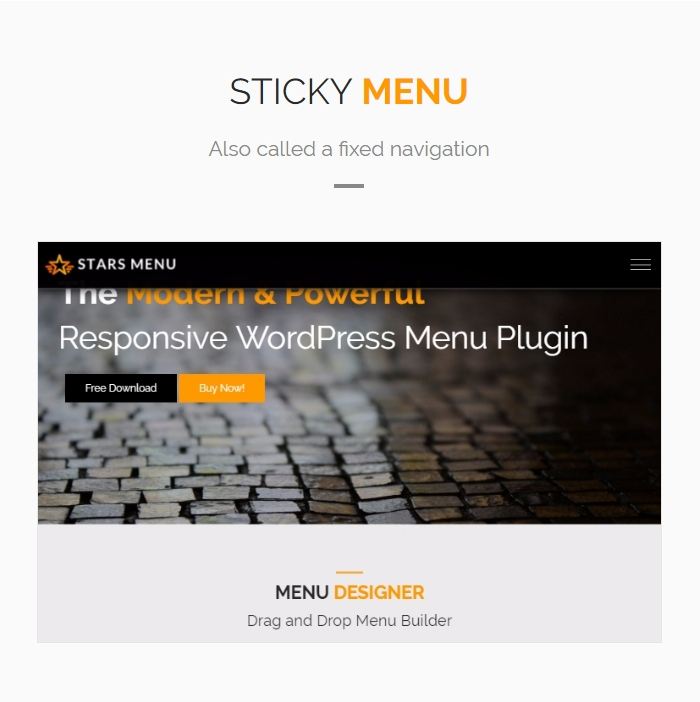 STICKY MENU
Also called a fixed navigation
STARS MENU
The Modern & Powerful
Responsive WordPress Menu Plugin
Free Download
Buy Now!
MENU DESIGNER
Drag and Drop Menu Builder